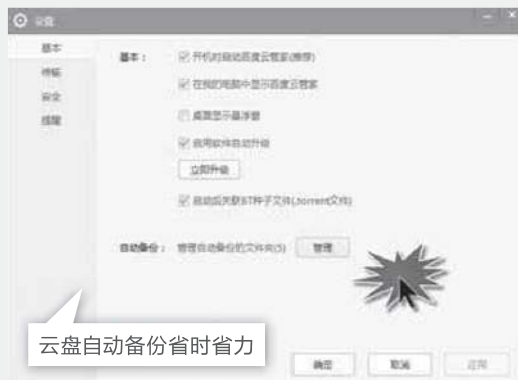 设置
基本
传输
安全
提醒
基本：
开机时启动百度云管家(推荐)
在我的电脑中显示百度云管家
桌面显示悬浮窗
启用软件自动升级
立即升级
启动后关联BT种子文件(.torrent文件)
自动备份： 管理自动备份的文件夹(5) 管理
云盘自动备份省时省力
确定 取消 应用